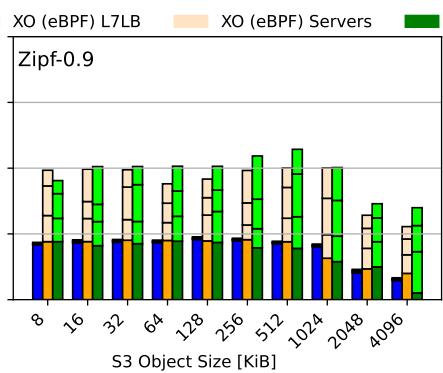 XO (eBPF) L7LB XO (eBPF) Servers
Zipf-0.9
8 16 32 64 128 256 512 1024 2048 4096
S3 Object Size [KiB]